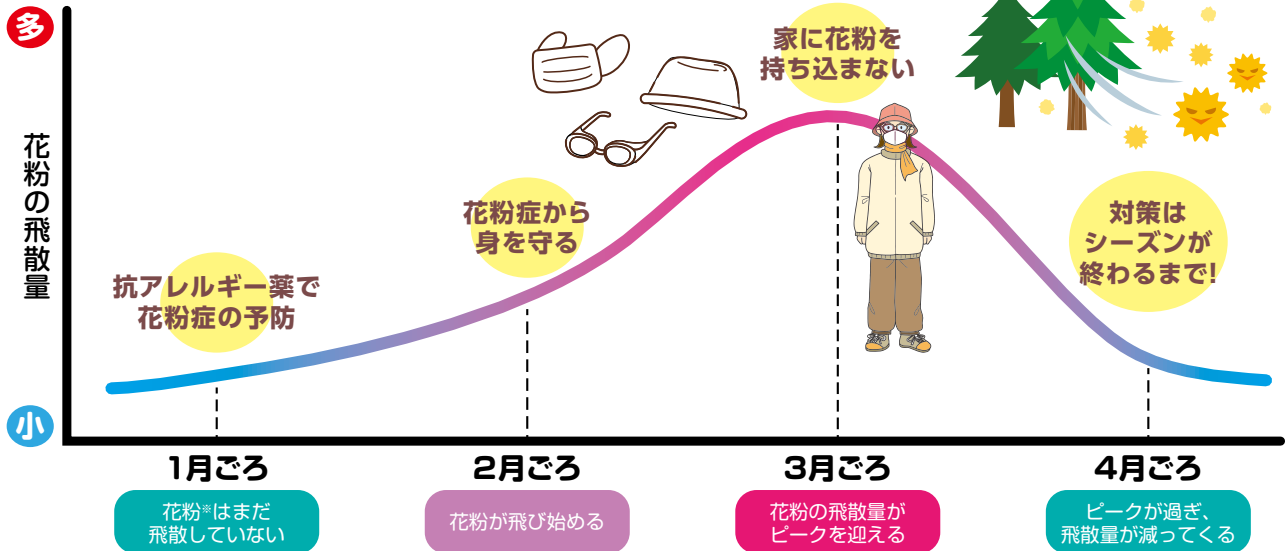 多
花粉の飛散量
小
抗アレルギー薬で
花粉症の予防
花粉症から
身を守る
家に花粉を
持ち込まない
対策は
シーズンが
終わるまで!
1月ごろ
花粉※はまだ
飛散していない
2月ごろ
花粉が飛び始める
3月ごろ
花粉の飛散量が
ピークを迎える
4月ごろ
ピークが過ぎ、
飛散量が減ってくる